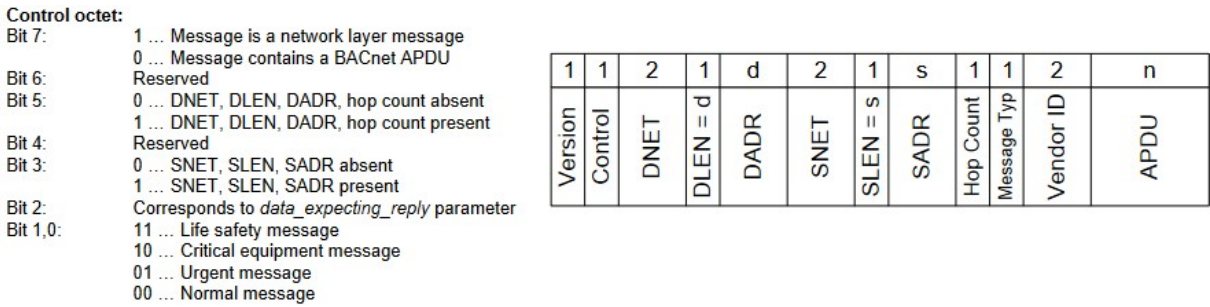 Control octet:
Bit 7: 1 ... Message is a network layer message
0 ... Message contains a BACnet APDU
Bit 6: Reserved
Bit 5: 0 ... DNET, DLEN, DADR, hop count absent
1 ... DNET, DLEN, DADR, hop count present
Bit 4: Reserved
Bit 3: 0 ... SNET, SLEN, SADR absent
1 ... SNET, SLEN, SADR present
Bit 2: Corresponds to data_expecting_reply parameter
Bit 1,0: 11 ... Life safety message
10 ... Critical equipment message
01 ... Urgent message
00 ... Normal message
1 1 2 1 d 2 1 s 1 1 2 n
Version
Control
DNET
DLEN = d
DADR
SNET
SLEN = s
SADR
Hop Count
Message Typ
Vendor ID
APDU